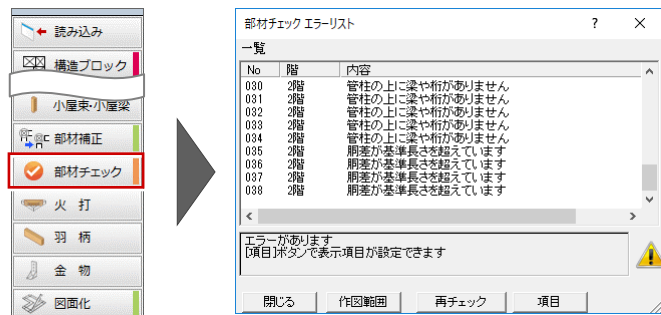 読み込み
構造ブロック
小屋束・小屋梁
部材補正
部材チェック
火 打
羽 柄
金 物
図面化
部材チェック エラーリスト ? ×
一覧
No 階 内容
030 2階 管柱の上に梁や桁がありません
031 2階 管柱の上に梁や桁がありません
032 2階 管柱の上に梁や桁がありません
033 2階 管柱の上に梁や桁がありません
034 2階 管柱の上に梁や桁がありません
035 2階 胴差が基準長さを超えています
036 2階 胴差が基準長さを超えています
037 2階 胴差が基準長さを超えています
038 2階 胴差が基準長さを超えています
エラーがあります
[項目]ボタンで表示項目が設定できます
閉じる 作図範囲 再チェック 項目